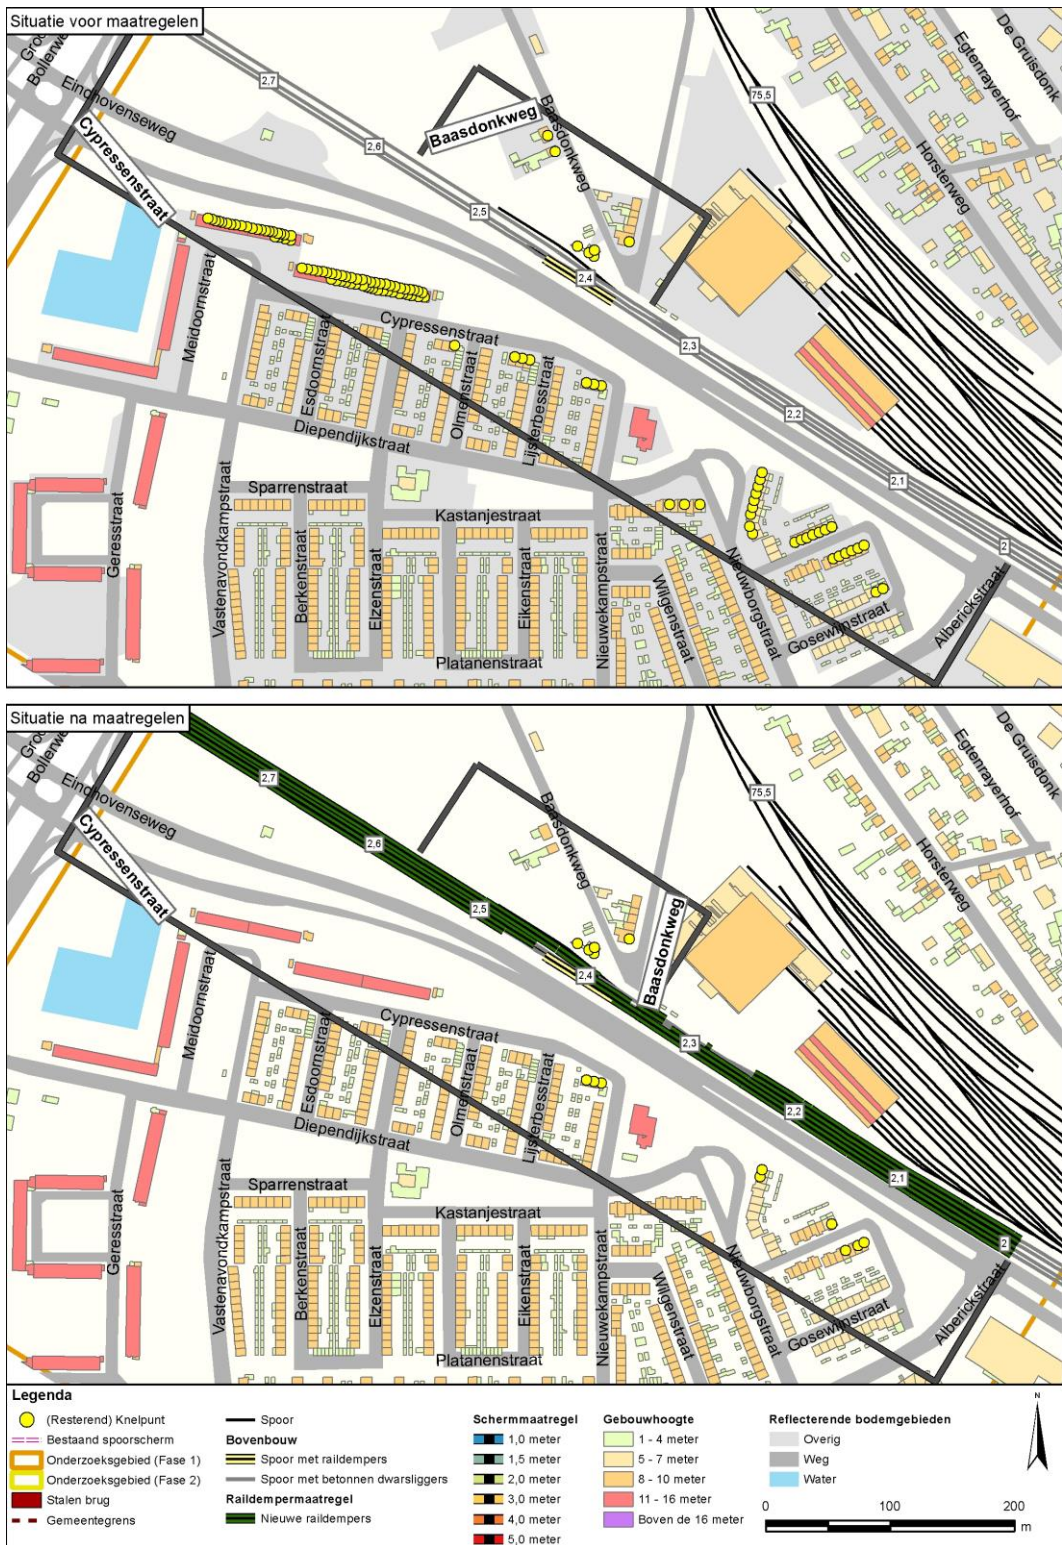 Situatie voor maatregelen
Groo
Bollerweg
Eindhovenseweg
Cypressenstraat
2,7
2,6
2,5
2,4
2,3
2,2
2,1
2
75,5
Baasdonkweg
Baasdonkweg
De Gruisdonk
Egtenrayerhof
Horsterweg
Meidoornstraat
Cypressenstraat
Esdoornstraat
Olmenstraat
Lijsterbesstraat
Diependijkstraat
Sparrenstraat
Kastanjestraat
Geresstraat
Vastenavondkampstraat
Berkenstraat
Elzenstraat
Eikenstraat
Nieuwekampstraat
Wilgenstraat
Nieuwborgstraat
Gosewijnstraat
Alberickstraat
Platanenstraat
Situatie na maatregelen
Groo
Bollerwe
Eindhovenseweg
Cypressenstraat
2,7
2,6
2,5
2,4
2,3
2,2
2,1
2
75,5
Baasdonkweg
Baasdonkweg
De Gruisdonk
Egtenrayerhof
Horsterweg
Meidoornstraat
Cypressenstraat
Esdoornstraat
Olmenstraat
Lijsterbesstraat
Diependijkstraat
Sparrenstraat
Kastanjestraat
Geresstraat
Vastenavondkampstraat
Berkenstraat
Elzenstraat
Eikenstraat
Nieuwekampstraat
Wilgenstraat
Nieuwborgstraat
Gosewijnstraat
Alberickstraat
Platanenstraat
Legenda
(Resterend) Knelpunt
Bestaand spoorscherm
Onderzoeksgebied (Fase 1)
Onderzoeksgebied (Fase 2)
Stalen brug
Gemeentegrens
Spoor
Bovenbouw
Spoor met raildempers
Spoor met betonnen dwarsliggers
Raildempermaatregel
Nieuwe raildempers
Schermmaatregel
1,0 meter
1,5 meter
2,0 meter
3,0 meter
4,0 meter
5,0 meter
Gebouwhoogte
1 - 4 meter
5 - 7 meter
8 - 10 meter
11 - 16 meter
Boven de 16 meter
Reflecterende bodemgebieden
Overig
Weg
Water
N
0 100 200
m